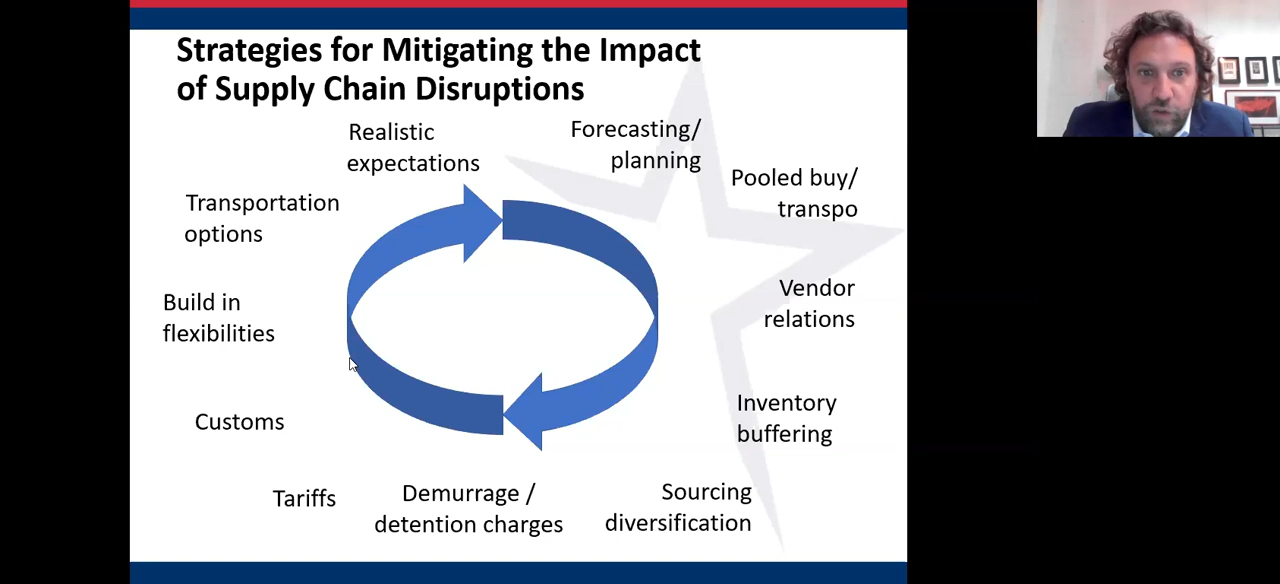 Strategies for Mitigating the Impact
of Supply Chain Disruptions
Realistic
expectations
Forecasting/
planning
Pooled buy/
transpo
Vendor
relations
Inventory
buffering
Sourcing
diversification
Demurrage /
detention charges
Tariffs
Customs
Build in
flexibilities
Transportation
options